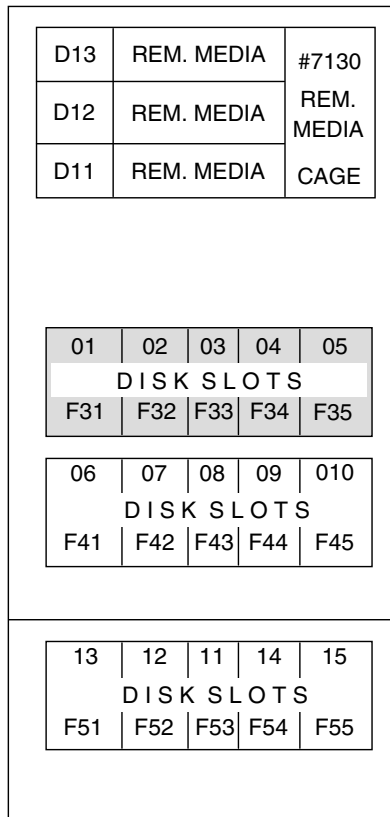 D13 REM. MEDIA #7130
D12 REM. MEDIA REM. MEDIA
D11 REM. MEDIA CAGE
01 02 03 04 05
DISK SLOTS
F31 F32 F33 F34 F35
06 07 08 09 010
DISK SLOTS
F41 F42 F43 F44 F45
13 12 11 14 15
DISK SLOTS
F51 F52 F53 F54 F55